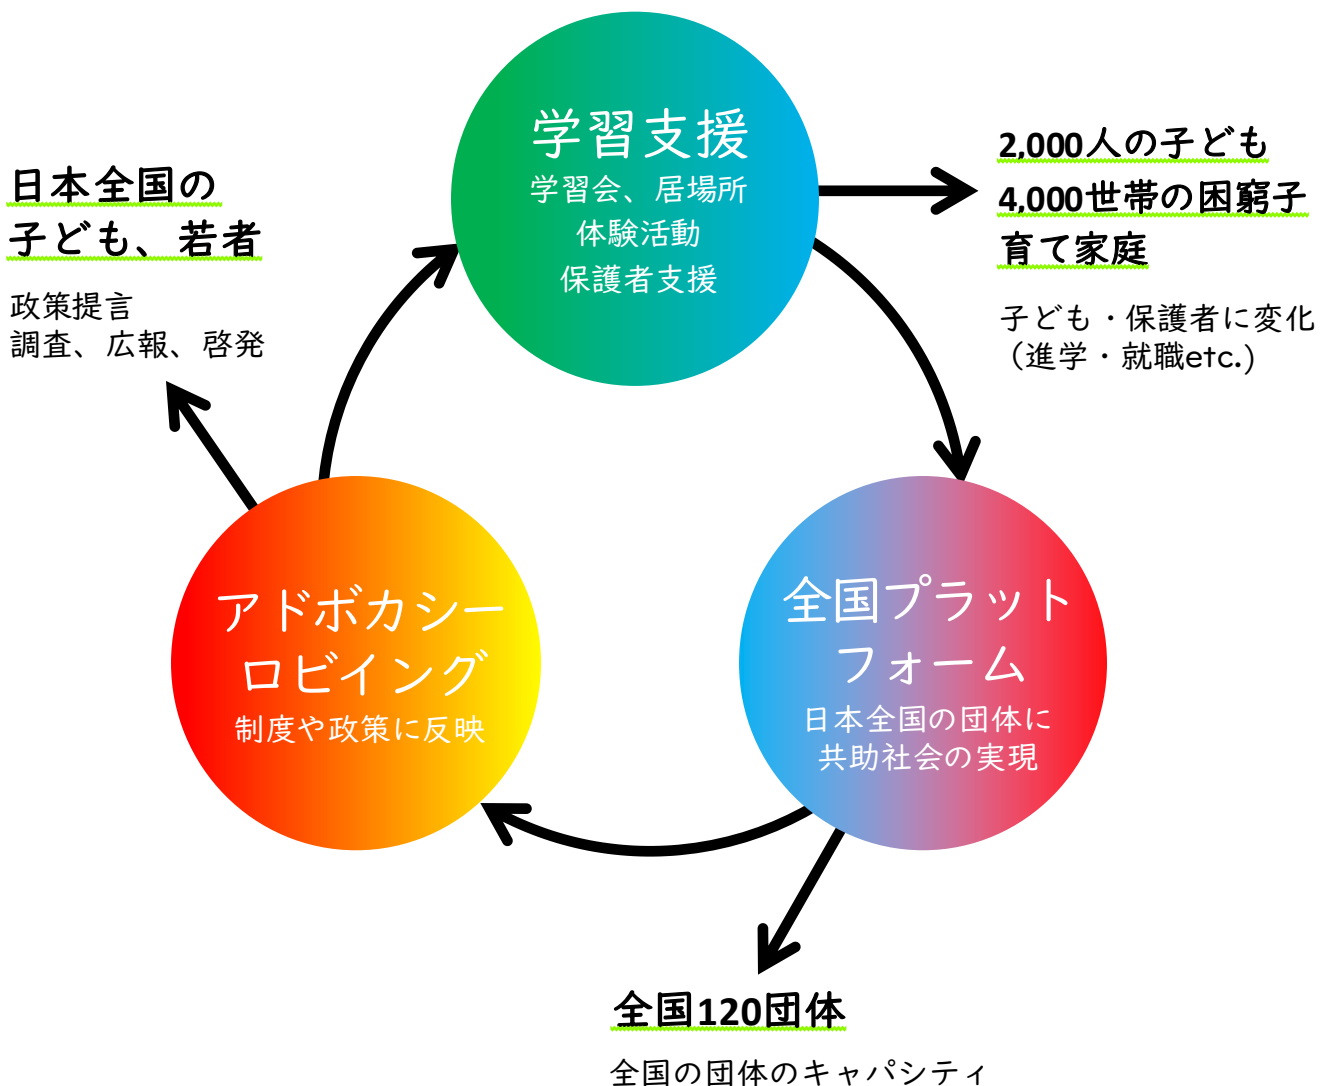 学習支援
学習会、居場所
体験活動
保護者支援
2,000人の子ども
4,000世帯の困窮子
育て家庭
子ども・保護者に変化
（進学・就職etc.)
日本全国の
子ども、若者
政策提言
調査、広報、啓発
アドボカシー
ロビイング
制度や政策に反映
全国プラット
フォーム
日本全国の団体に
共助社会の実現
全国120団体
全国の団体のキャパシティ